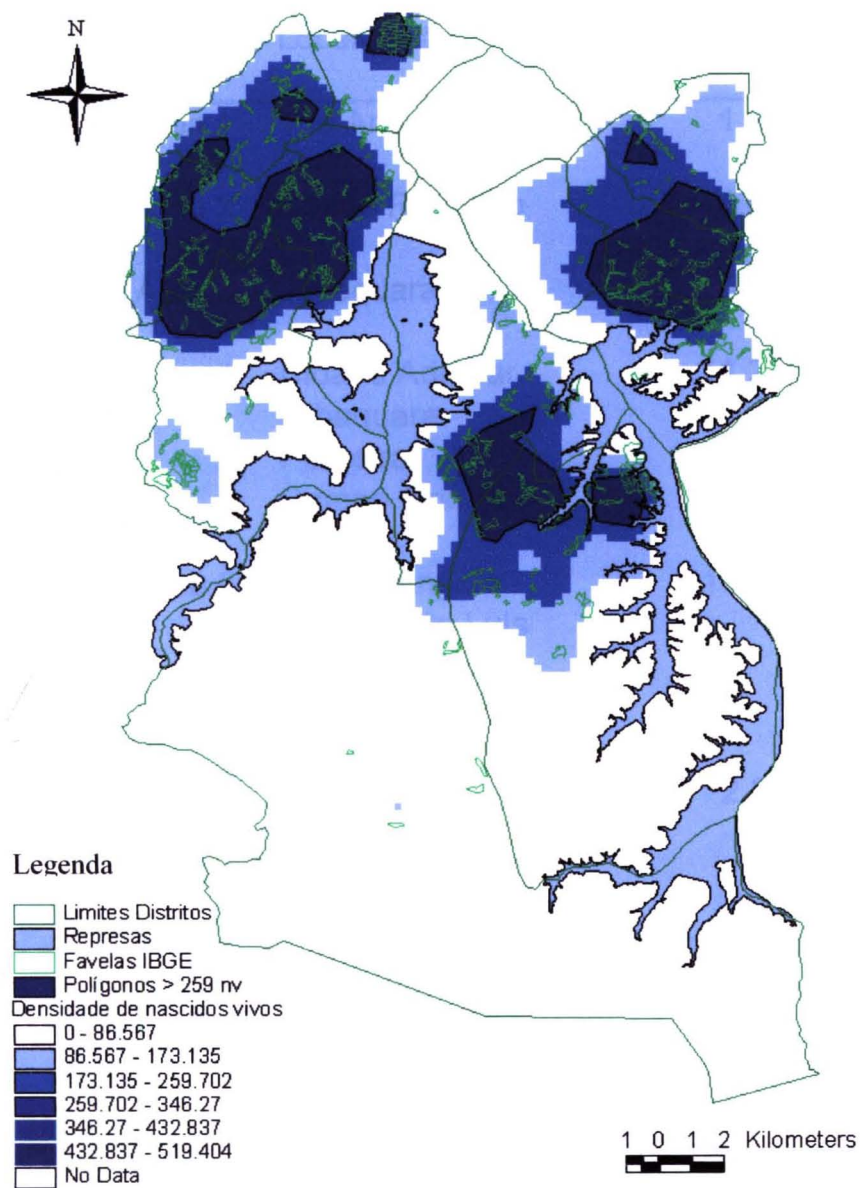 N
Legenda
Limites Distritos
Represas
Favelas IBGE
Polígonos > 259 nv
Densidade de nascidos vivos
0 - 86.567
86.567 - 173.135
173.135 - 259.702
259.702 - 346.27
346.27 - 432.837
432.837 - 519.404
No Data
1 0 1 2 Kilometers